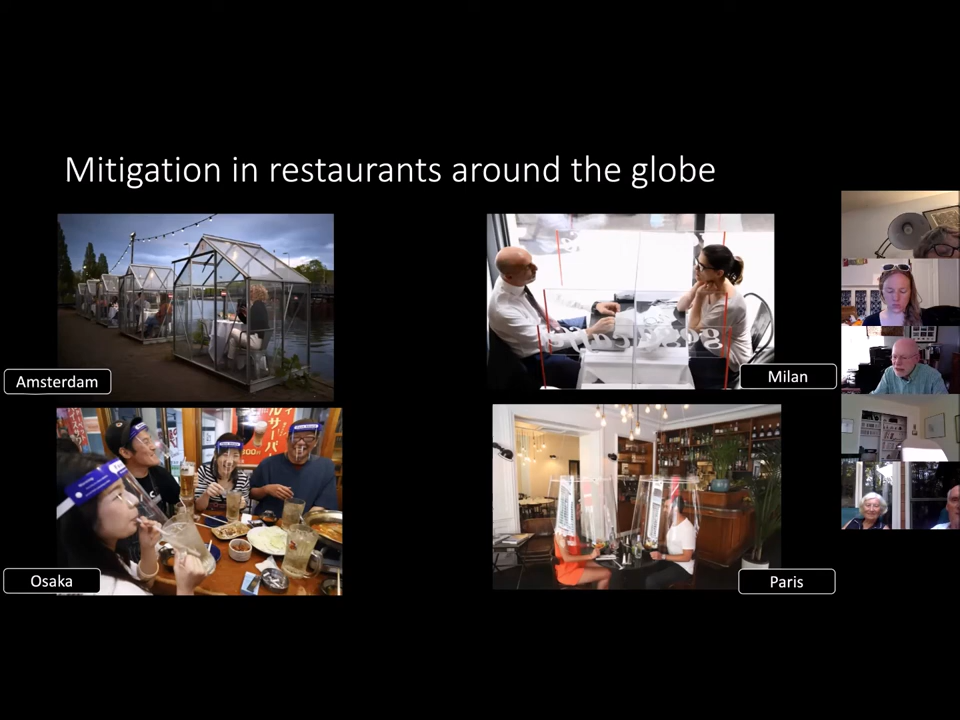 Mitigation in restaurants around the globe
Amsterdam
Milan
Osaka
Paris